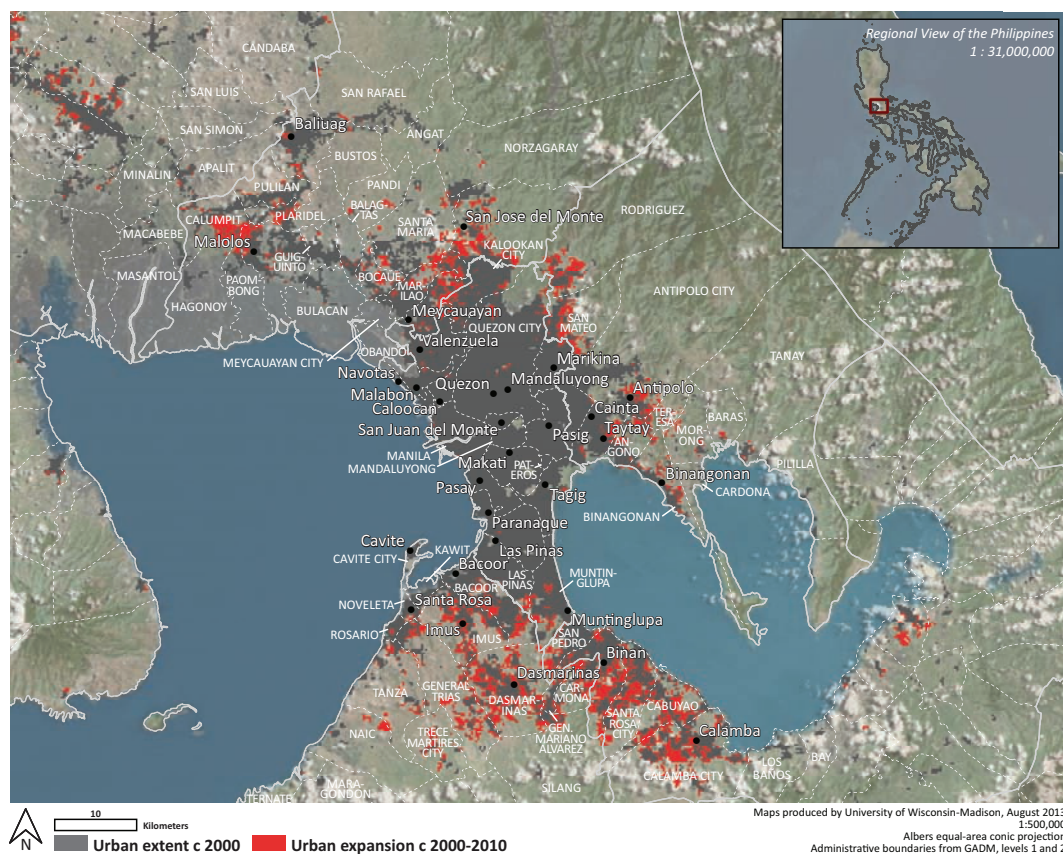 Regional View of the Philippines
1 : 31,000,000
CANDABA
SAN LUIS
SAN RAFAEL
SAN SIMON
Baliuag
ANGAT
NORZAGARAY
BUSTOS
APALIT
MINALIN
PULILAN
PANDI
RODRIGUEZ
CALUMPIT
PLARIDEL
BALAG-
TAS
SANTA
MARIA
San Jose del Monte
MACABEBE
Malolos
KALOOKAN
CITY
GUIG-
UINTO
MASANTOL
PAOM-
BONG
BOCAUE
MAR-
ILAO
ANTIPOLO CITY
HAGONOY
BULACAN
Meycauayan
QUEZON CITY
SAN
MATEO
Valenzuela
OBANDO
MEYCAUAYAN CITY
Marikina
TANAY
Navotas
Quezon
Mandaluyong
Antipolo
Malabon
Caloocan
Cainta
TER-
ESA
BARAS
San Juan del Monte
Pasig
Taytay
MOR-
ONG
AN-
GONO
MANILA
MANDALUYONG
Makati
PAT-
EROS
PILILLA
Binangonan
CARDONA
Pasay
Tagig
BINANGONAN
Paranaque
Cavite
CAVITE CITY
KAWIT
Las Pinas
Bacoor
BACOOR
LAS
PINAS
MUNTIN-
GLUPA
NOVELETA
Santa Rosa
Muntinglupa
ROSARIO
Imus
IMUS
SAN
PEDRO
Binan
Dasmarinas
TANZA
GENERAL
TRIAS
DASMAR-
INAS
CAR-
MONA
CABUYAO
SANTA
ROSA
CITY
NAIC
TRECE
MARTIRES
CITY
GEN.
MARIANO
ALVAREZ
Calamba
LOS
BAÑOS
BAY
CALAMBA CITY
SILANG
MARA-
GONDON
TERNATE
N
10
Kilometers
Urban extent c 2000
Urban expansion c 2000-2010
Maps produced by University of Wisconsin-Madison, August 2013
1:500,000
Albers equal-area conic projection
Administrative boundaries from GADM, levels 1 and 2